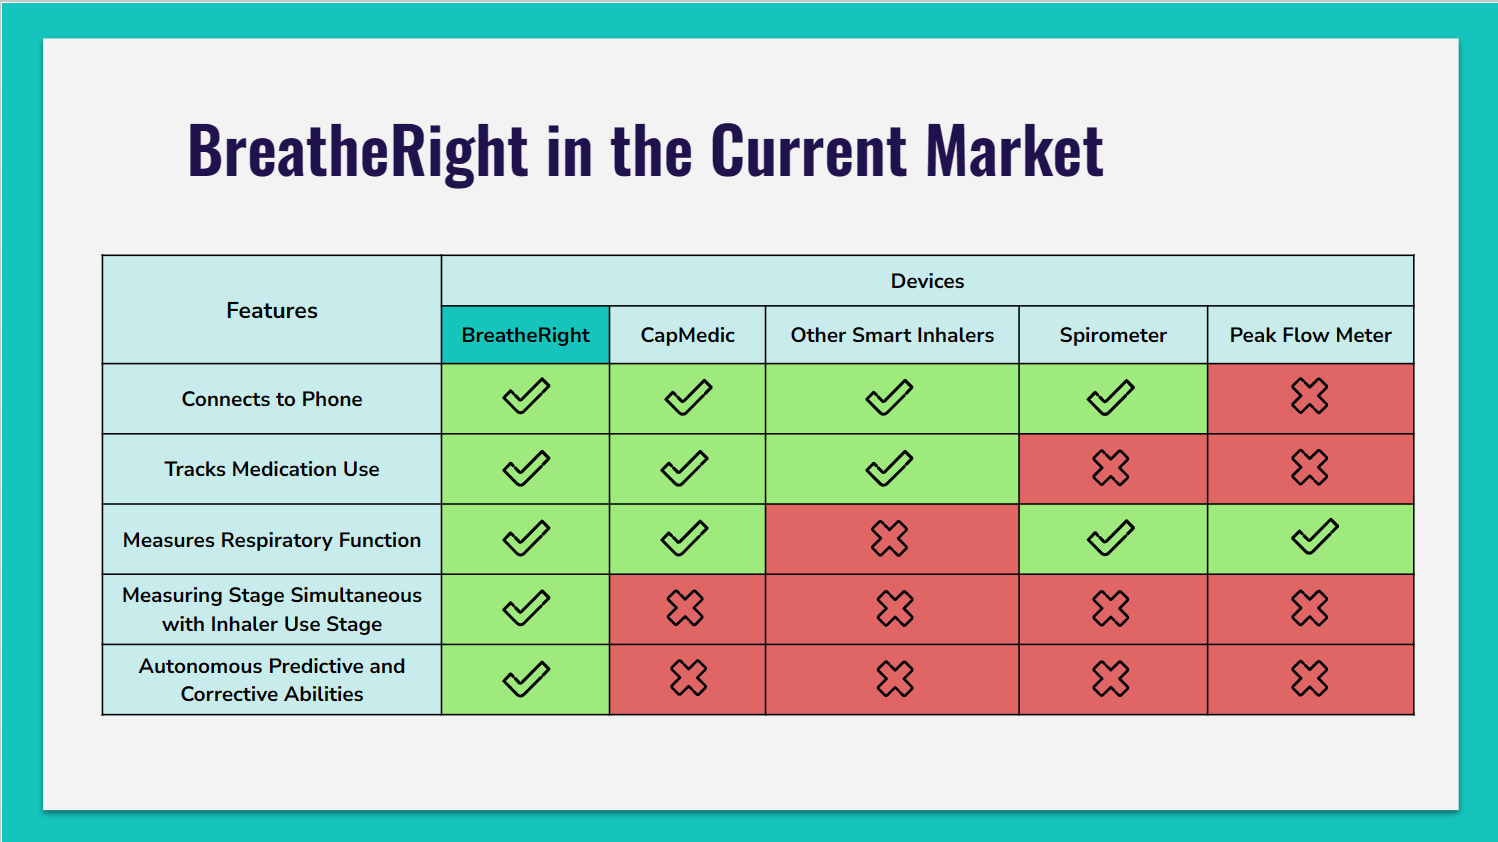 BreatheRight in the Current Market
Features
Devices
BreatheRight
CapMedic
Other Smart Inhalers
Spirometer
Peak Flow Meter
Connects to Phone
Tracks Medication Use
Measures Respiratory Function
Measuring Stage Simultaneous
with Inhaler Use Stage
Autonomous Predictive and
Corrective Abilities